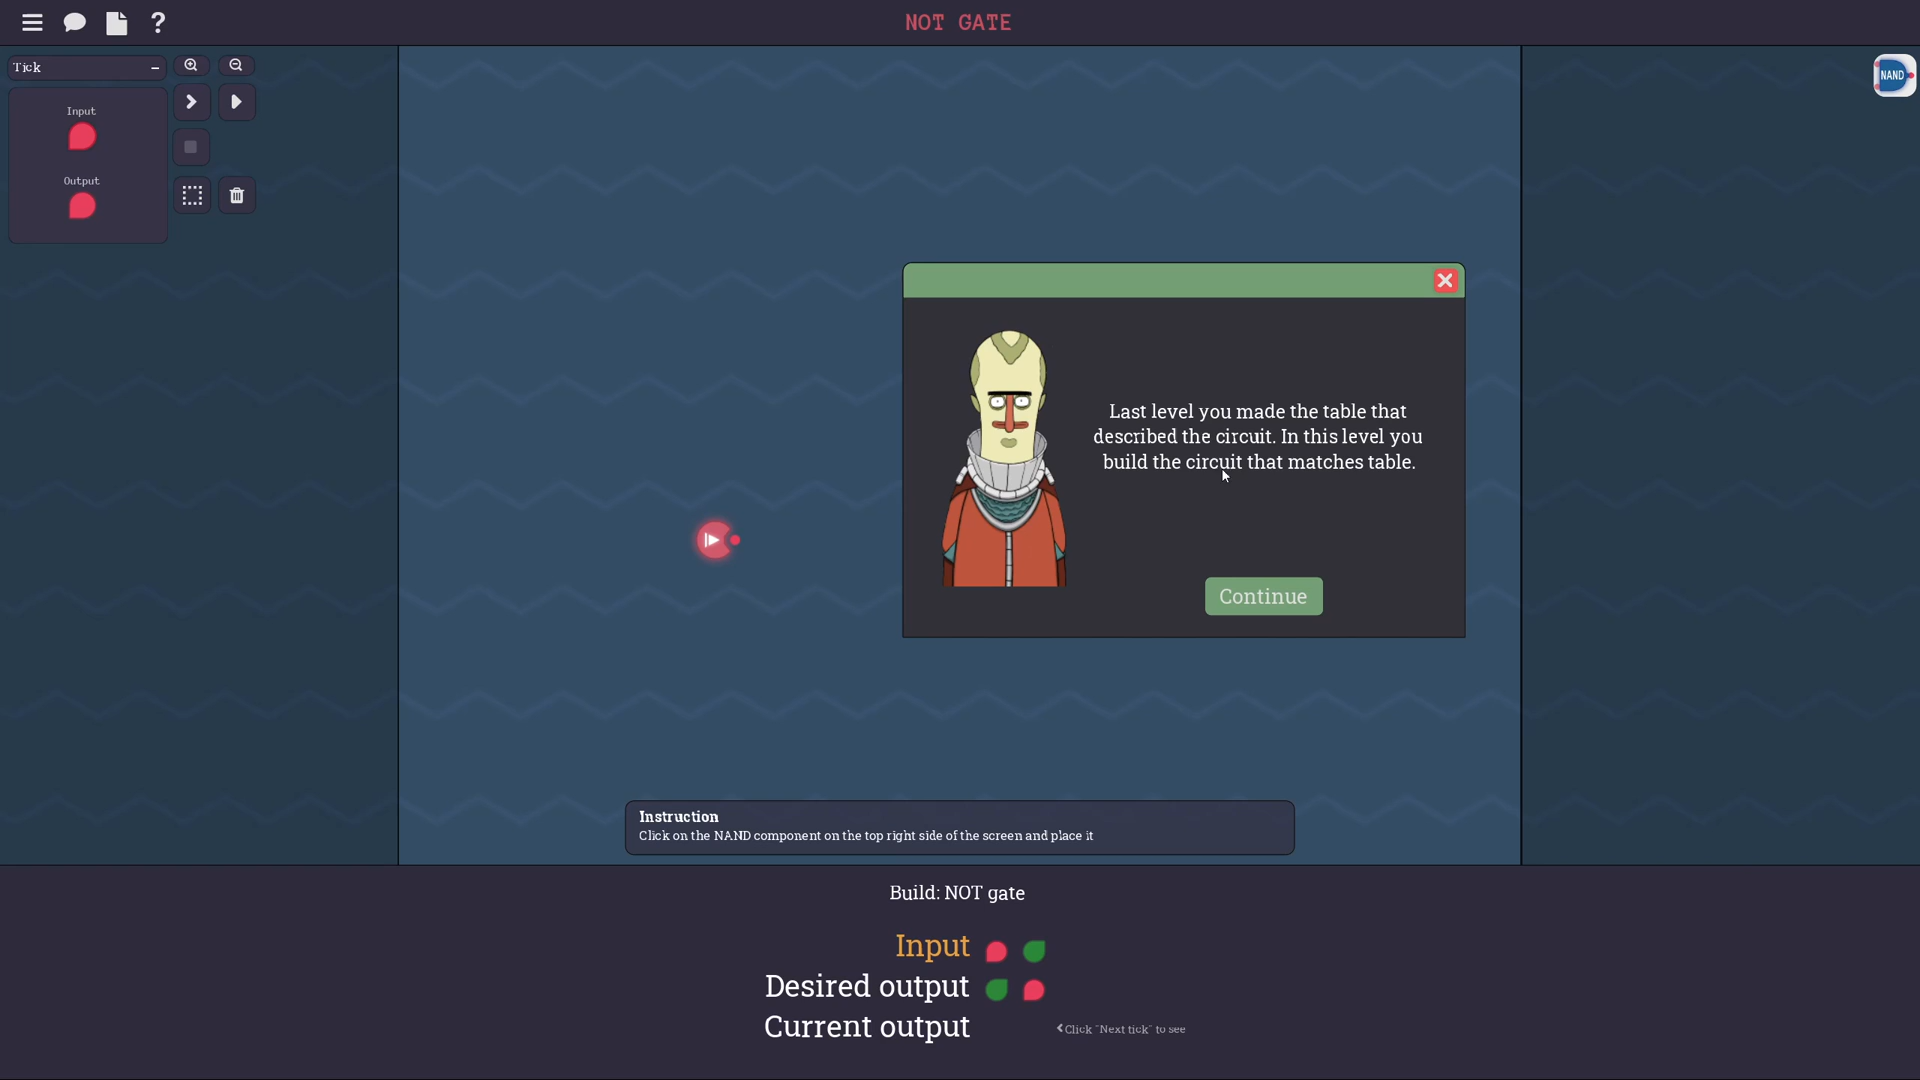 ?
NOT GATE
Tick
Input
Output
NAND
Last level you made the table that
described the circuit. In this level you
build the circuit that matches table.
Continue
Instruction
Click on the NAND component on the top right side of the screen and place it
Build: NOT gate
Input
Desired output
Current output
Click "Next tick" to see